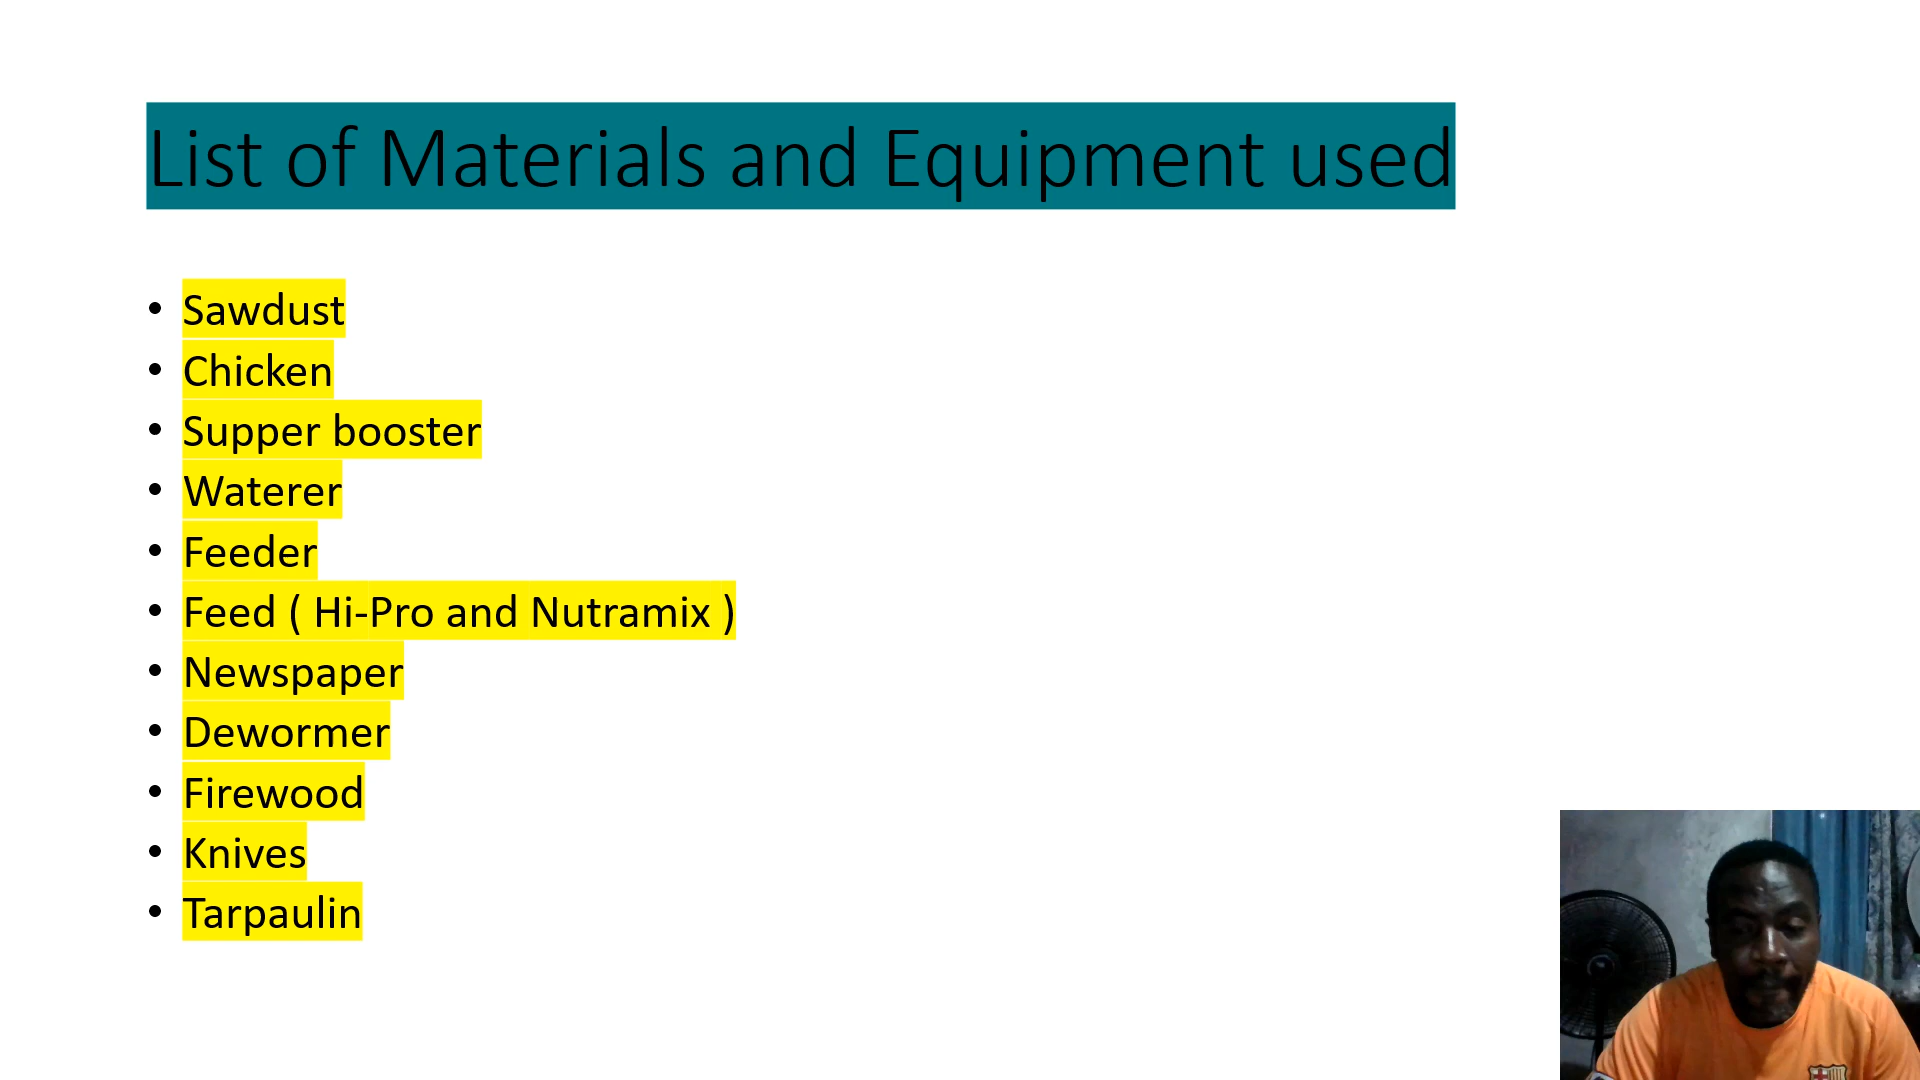 List of Materials and Equipment used
• Sawdust
• Chicken
• Supper booster
• Waterer
• Feeder
• Feed ( Hi-Pro and Nutramix )
• Newspaper
• Dewormer
• Firewood
• Knives
• Tarpaulin